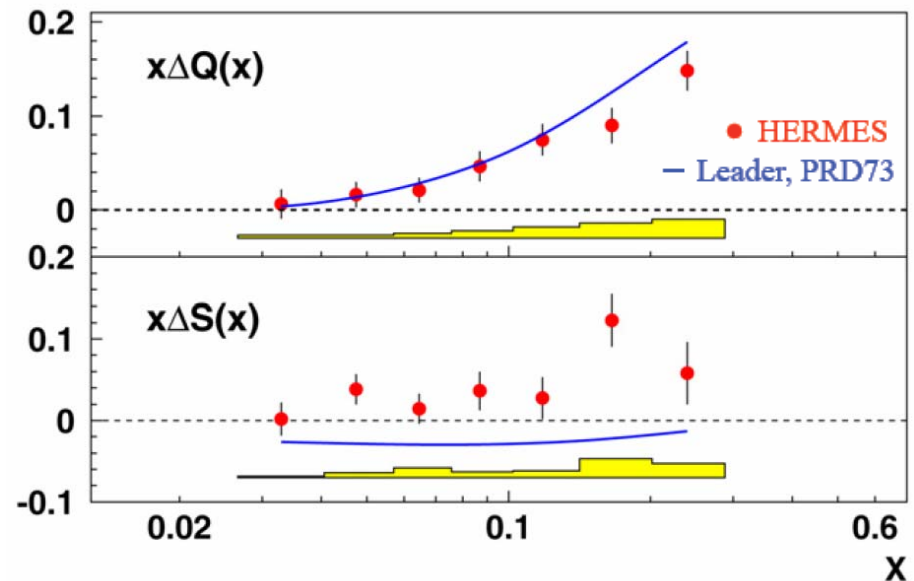 0.2
xΔQ(x)
0.1
HERMES
Leader, PRD73
0
0.2
xΔS(x)
0.1
0
-0.1
0.02 0.1 0.6
X